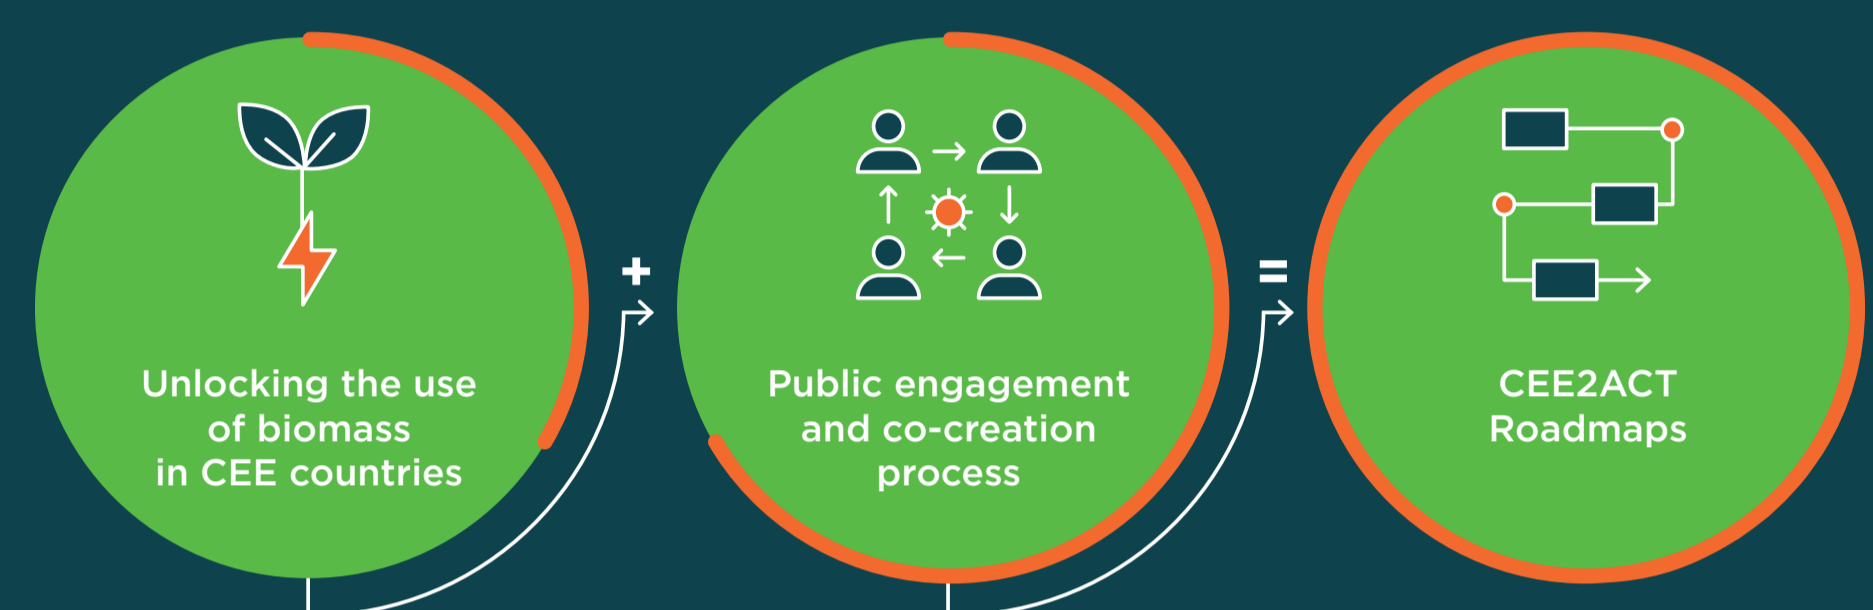 Unlocking the use
of biomass
in CEE countries
+
Public engagement
and co-creation
process
=
CEE2ACT
Roadmaps